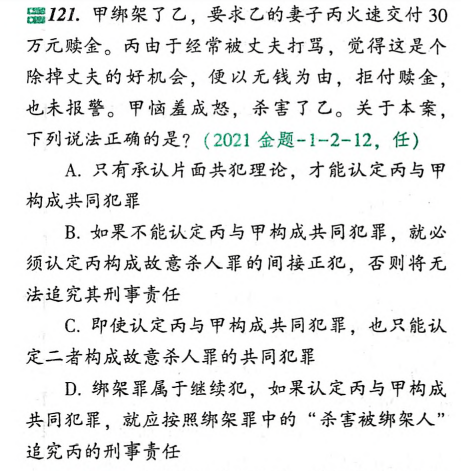 121. 甲绑架了乙，要求乙的妻子丙火速交付 30
万元赎金。丙由于经常被丈夫打骂，觉得这是个
除掉丈夫的好机会，便以无钱为由，拒付赎金，
也未报警。甲恼羞成怒，杀害了乙。关于本案，
下列说法正确的是？(2021 金题-1-2-12，任)
A. 只有承认片面共犯理论，才能认定丙与甲
构成共同犯罪
B. 如果不能认定丙与甲构成共同犯罪，就必
须认定丙构成故意杀人罪的间接正犯，否则将无
法追究其刑事责任
C. 即使认定丙与甲构成共同犯罪，也只能认
定二者构成故意杀人罪的共同犯罪
D. 绑架罪属于继续犯，如果认定丙与甲构成
共同犯罪，就应按照绑架罪中的“杀害被绑架人”
追究丙的刑事责任